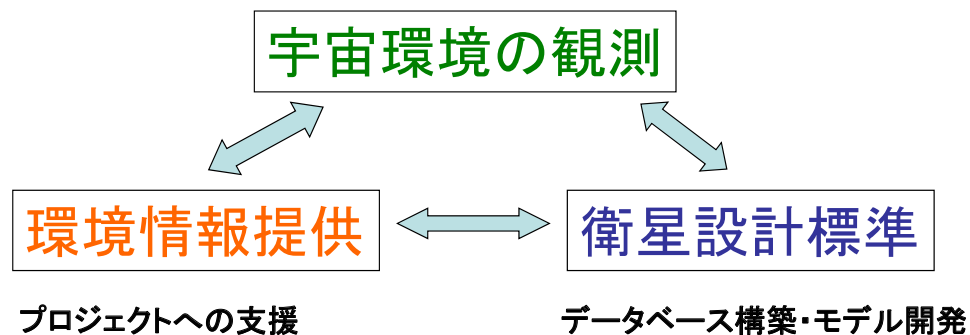 宇宙環境の観測
環境情報提供
衛星設計標準
プロジェクトへの支援
データベース構築・モデル開発